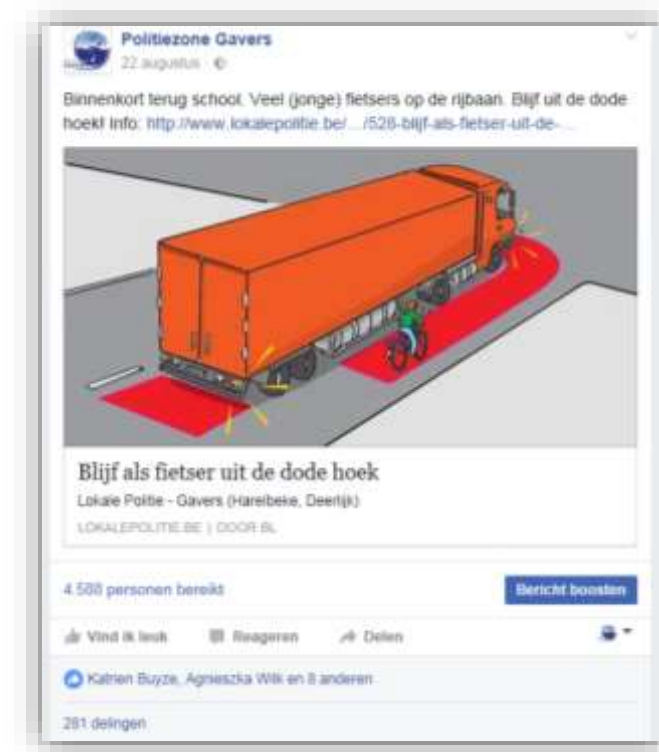 Politiezone Gavers
22 augustus
Binnenkort terug school. Veel (jonge) fietsers op de rijbaan. Blijf uit de dode
hoek! Info: http://www.lokalepolitie.be/.../528-blijf-als-fietser-uit-de-...
Blijf als fietser uit de dode hoek
Lokale Politie - Gavers (Harelbeke, Deerlijk)
LOKALEPOLITIE.BE | DOOR BL
4.588 personen bereikt
Bericht boosten
Vind ik leuk Reageren Delen
Katrien Buyze, Agnieszka Wilk en 8 anderen
281 delingen